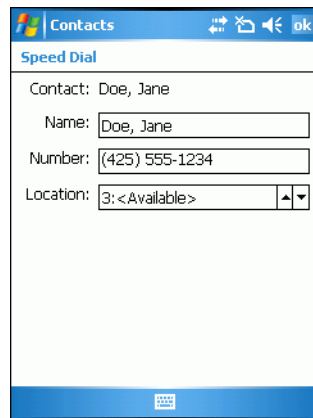 Contacts
ok
Speed Dial
Contact: Doe, Jane
Name: Doe, Jane
Number: (425) 555-1234
Location: 3:<Available>